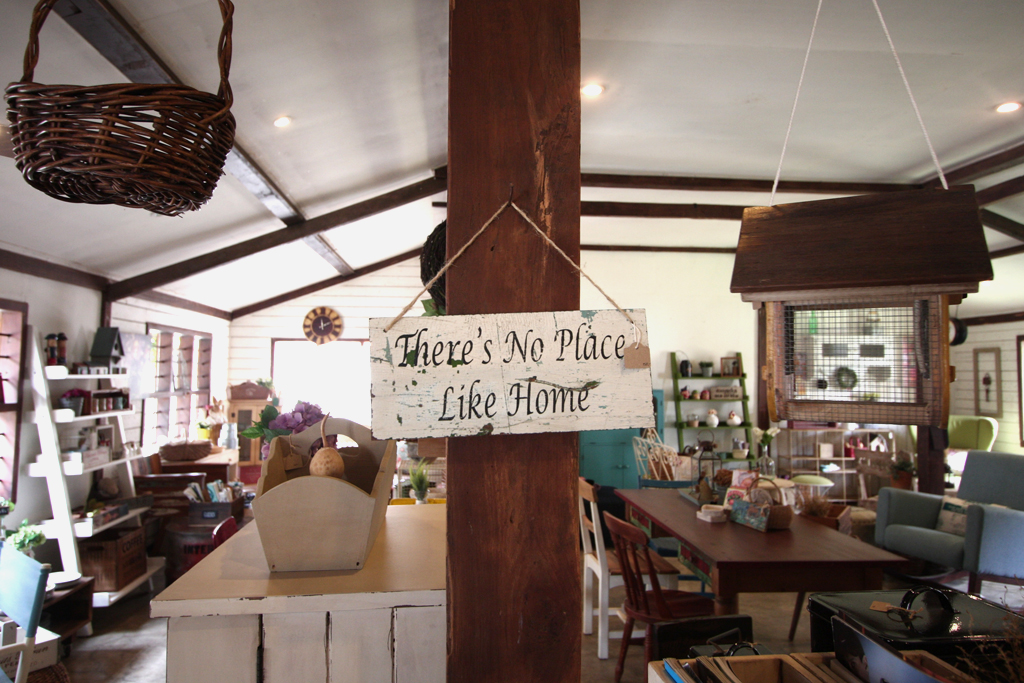 There's No Place
Like Home